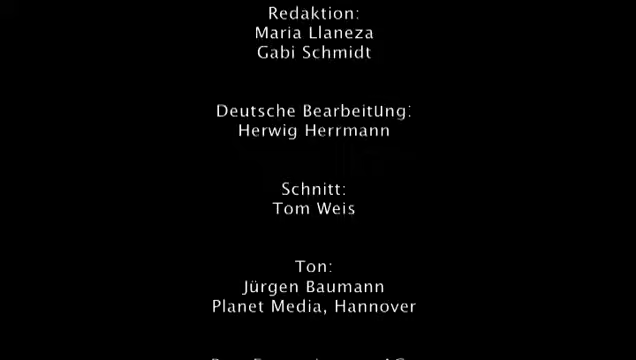 Redaktion:
Maria Llaneza
Gabi Schmidt
Deutsche Bearbeitung:
Herwig Herrmann
Schnitt:
Tom Weis
Ton:
Jürgen Baumann
Planet Media, Hannover